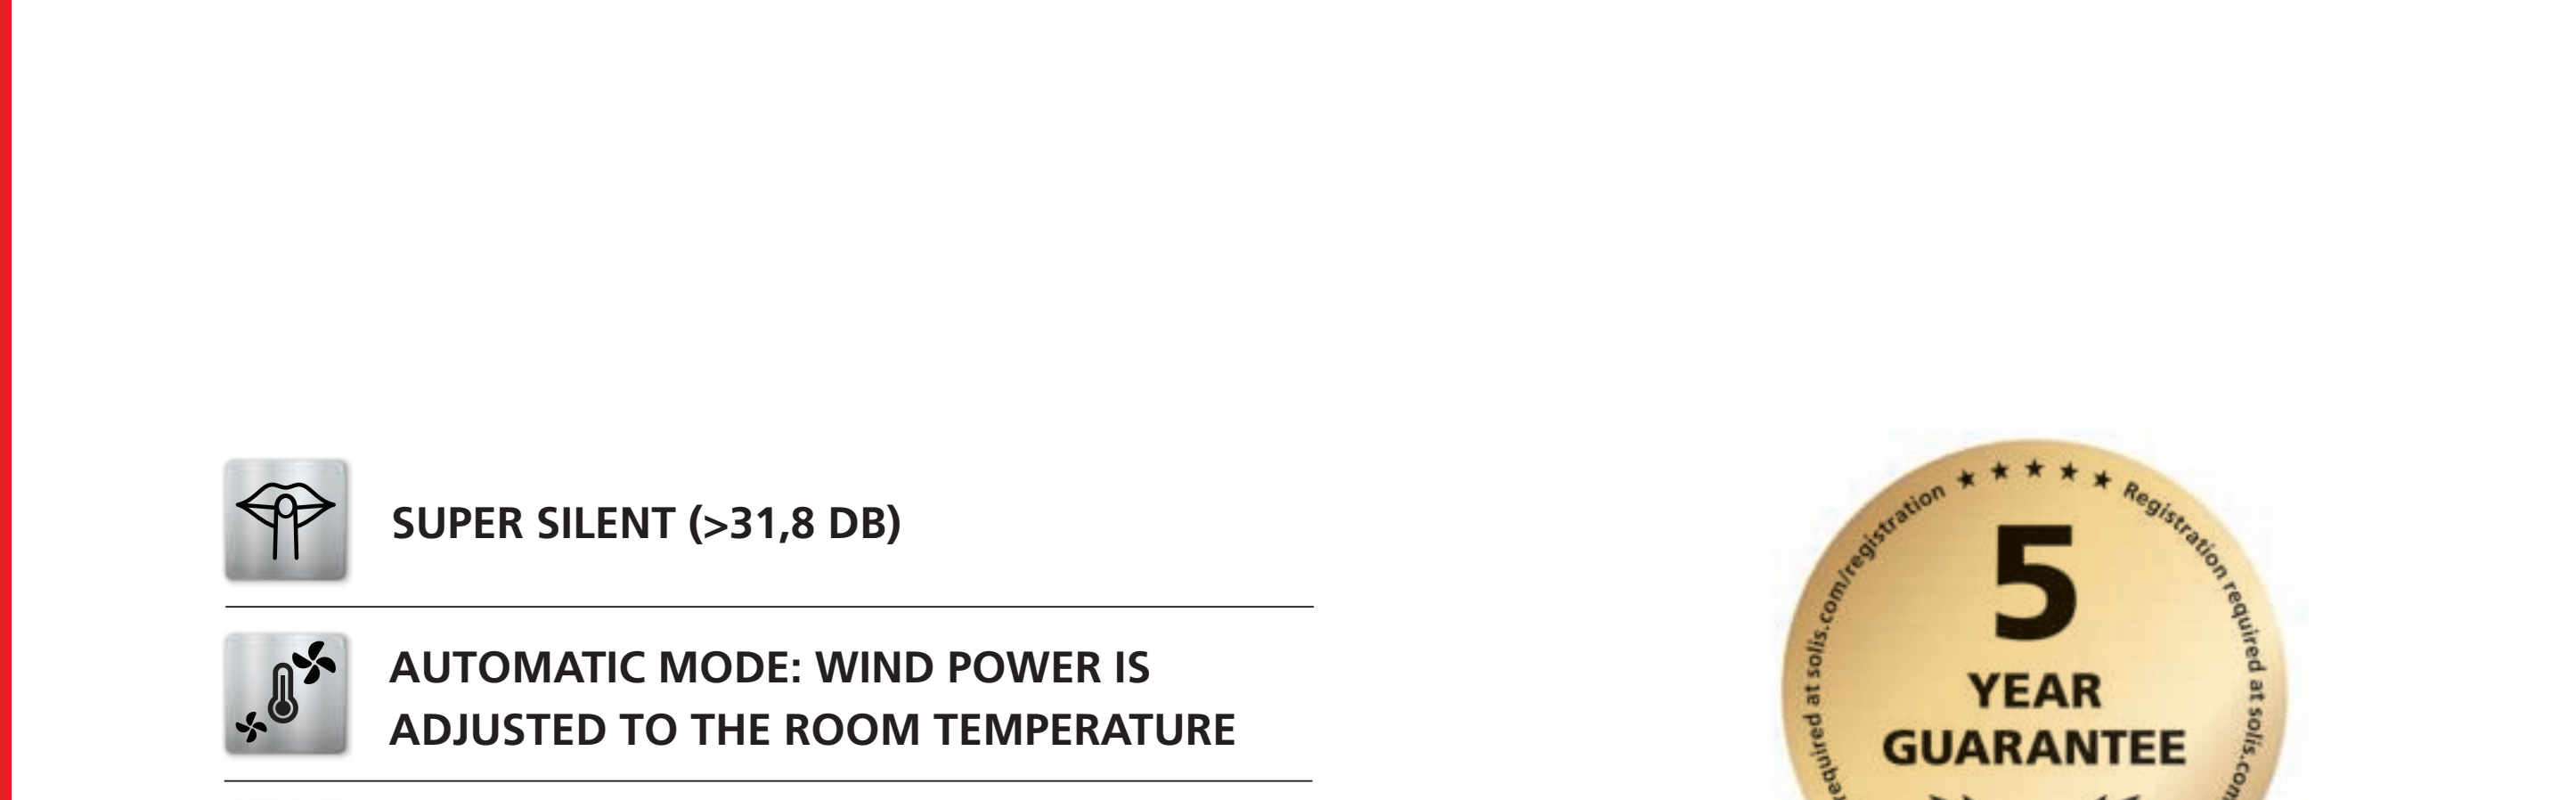 SUPER SILENT (>31,8 DB)
AUTOMATIC MODE: WIND POWER IS
ADJUSTED TO THE ROOM TEMPERATURE
★ ★ ★ ★ ★ Registration required at solis.com
required at solis.com/registration
5
YEAR
GUARANTEE